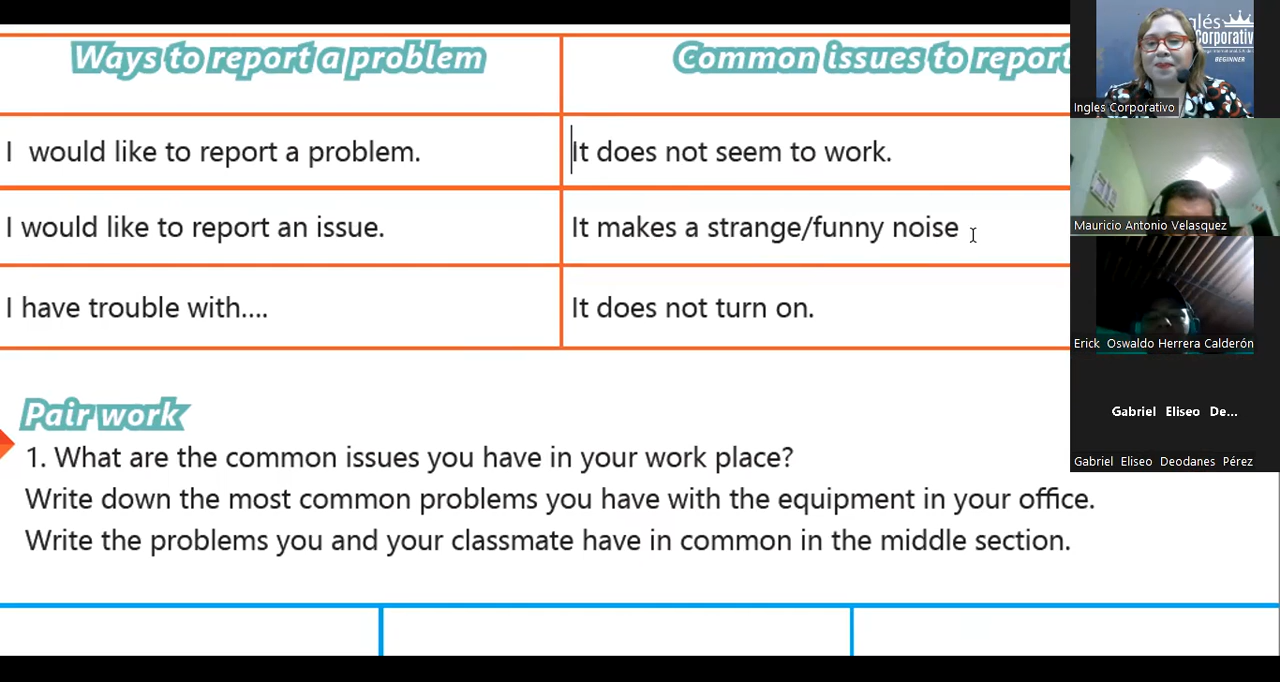 Ways to report a problem
Common issues to report
I would like to report a problem.
It does not seem to work.
I would like to report an issue.
It makes a strange/funny noise
I have trouble with....
It does not turn on.
Pair work
1. What are the common issues you have in your work place?
Write down the most common problems you have with the equipment in your office.
Write the problems you and your classmate have in common in the middle section.
glés
Corporativ
BEGINNER
Ingles Corporativo
Mauricio Antonio Velasquez
Erick Oswaldo Herrera Calderón
Gabriel Eliseo De...
Gabriel Eliseo Deodanes Pérez